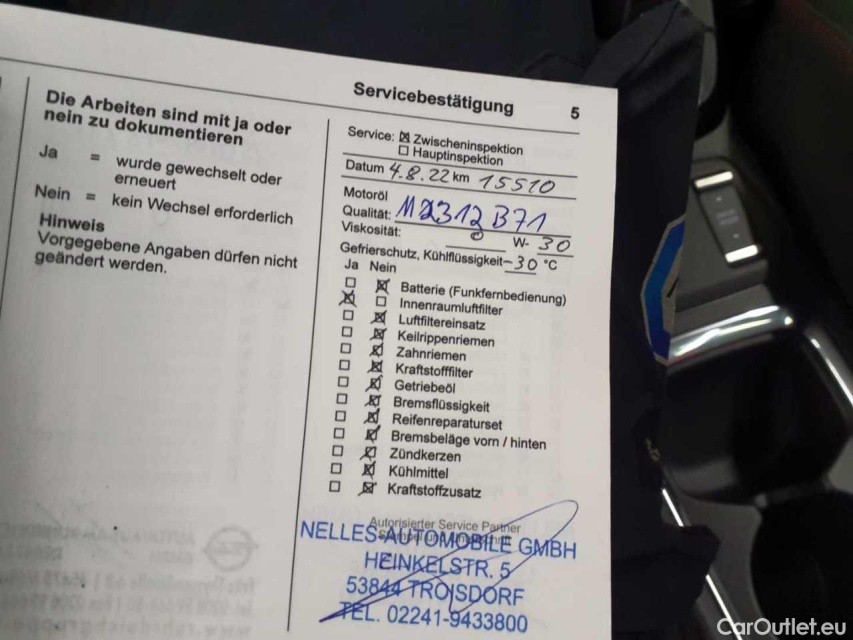 Die Arbeiten sind mit ja oder
nein zu dokumentieren
Ja = wurde gewechselt oder
erneuert
Nein = kein Wechsel erforderlich
Hinweis
Vorgegebene Angaben dürfen nicht
geändert werden.
Servicebestätigung 5
Service: ☒ Zwischeninspektion
☐ Hauptinspektion
Datum 4.8.22 km 15510
Motoröl
Qualität: M2312B71
Viskosität: 0 W- 30
Gefrierschutz, Kühlflüssigkeit -30 °C
Ja Nein
☐ ☒ Batterie (Funkfernbedienung)
☒ ☐ Innenraumluftfilter
☐ ☒ Luftfiltereinsatz
☐ ☒ Keilrippenriemen
☐ ☒ Zahnriemen
☐ ☒ Kraftstofffilter
☐ ☒ Getriebeöl
☐ ☒ Bremsflüssigkeit
☐ ☒ Reifenreparaturset
☐ ☒ Bremsbeläge vorn / hinten
☐ ☒ Zündkerzen
☐ ☒ Kühlmittel
☐ ☒ Kraftstoffzusatz
Autorisierter Service Partner
NELLES-AUTOMOBILE GMBH
HEINKELSTR. 5
53844 TROISDORF
TEL. 02241-9433800
CarOutlet.eu